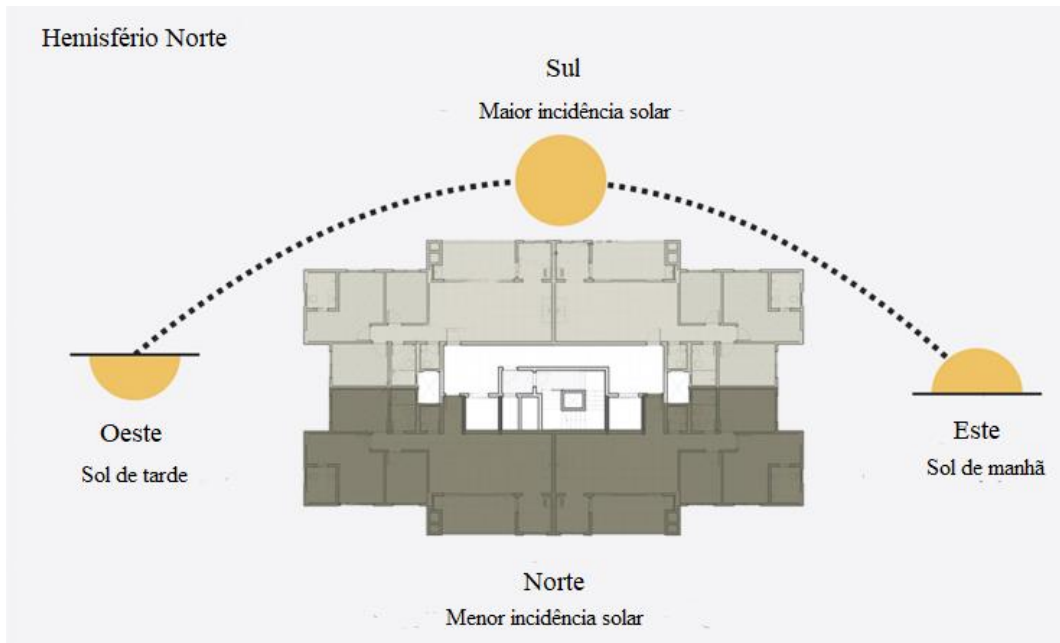 Hemisfério Norte
Sul
Maior incidência solar
Oeste
Sol de tarde
Este
Sol de manhã
Norte
Menor incidência solar